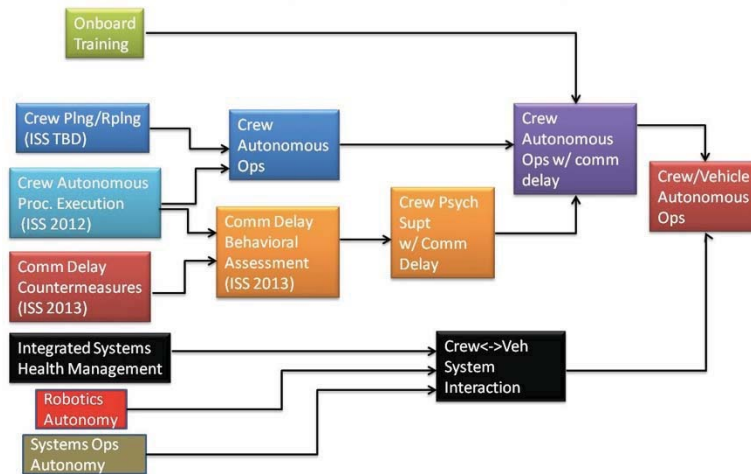 Onboard
Training
Crew Plng/Rplng
(ISS TBD)
Crew
Autonomous
Ops
Crew
Autonomous
Ops w/ comm
delay
Crew/Vehicle
Autonomous
Ops
Crew Autonomous
Proc. Execution
(ISS 2012)
Comm Delay
Behavioral
Assessment
(ISS 2013)
Crew Psych
Supt
w/ Comm
Delay
Comm Delay
Countermeasures
(ISS 2013)
Integrated Systems
Health Management
Crew<->Veh
System
Interaction
Robotics
Autonomy
Systems Ops
Autonomy